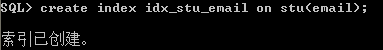 SQL> create index idx_stu_email on stu(email);
索引已创建。